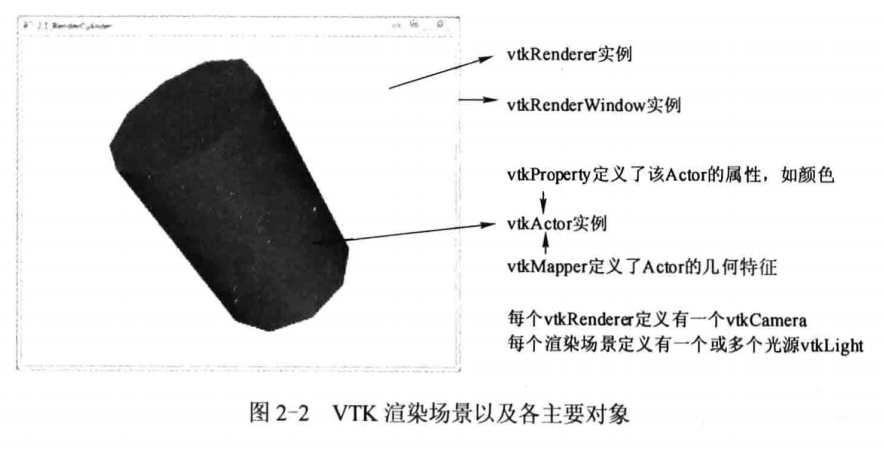 2.1 RenderCylinder
vtkRenderer实例
vtkRenderWindow实例
vtkProperty定义了该Actor的属性，如颜色
vtkActor实例
vtkMapper定义了Actor的几何特征
每个vtkRenderer定义有一个vtkCamera
每个渲染场景定义有一个或多个光源vtkLight
图 2-2 VTK 渲染场景以及各主要对象